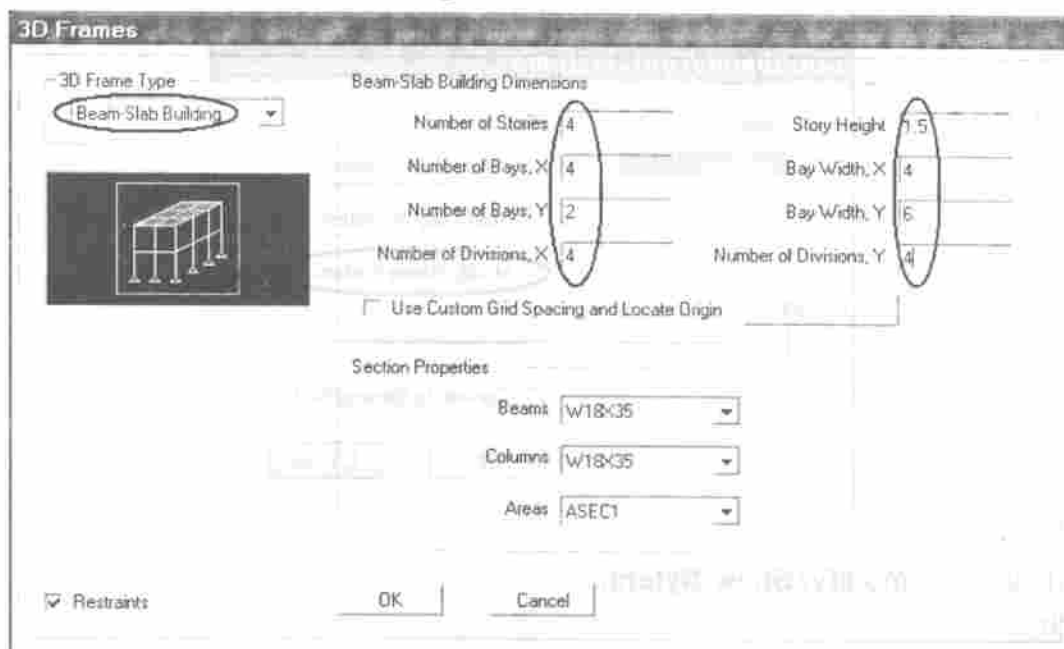 3D Frames
3D Frame Type
Beam-Slab Building
Beam-Slab Building Dimensions
Number of Stories 4
Story Height 1.5
Number of Bays, X 4
Bay Width, X 4
Number of Bays, Y 2
Bay Width, Y 6
Number of Divisions, X 4
Number of Divisions, Y 4
Use Custom Grid Spacing and Locate Origin
Section Properties
Beams W18X35
Columns W18X35
Areas ASEC1
Restraints
OK
Cancel